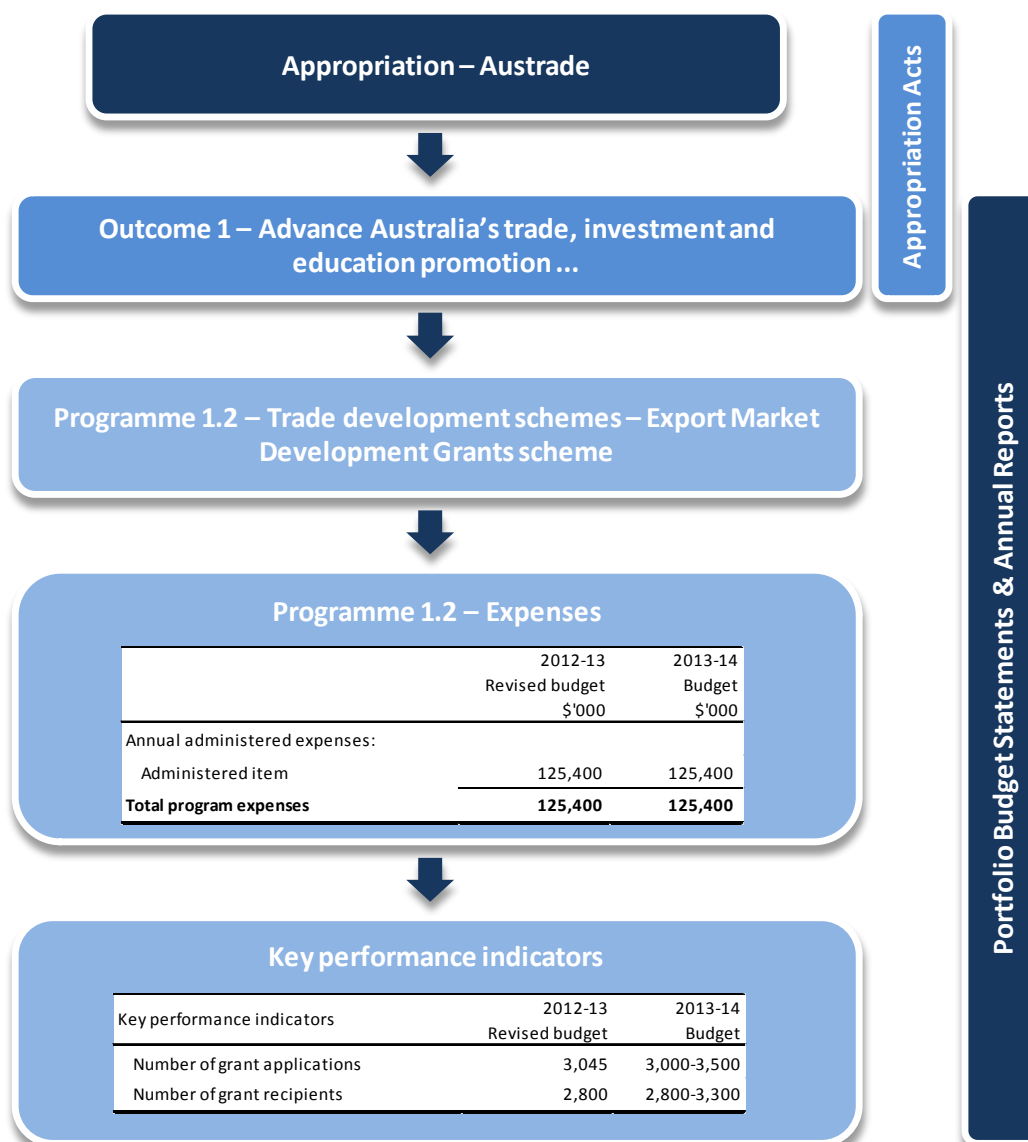 Appropriation – Austrade
Appropriation Acts
Outcome 1 – Advance Australia's trade, investment and
education promotion ...
Portfolio Budget Statements & Annual Reports
Programme 1.2 – Trade development schemes – Export Market
Development Grants scheme
Programme 1.2 – Expenses
2012-13 2013-14
Revised budget Budget
$'000 $'000
Annual administered expenses:
Administered item 125,400 125,400
Total program expenses 125,400 125,400
Key performance indicators
Key performance indicators 2012-13 2013-14
Revised budget Budget
Number of grant applications 3,045 3,000-3,500
Number of grant recipients 2,800 2,800-3,300